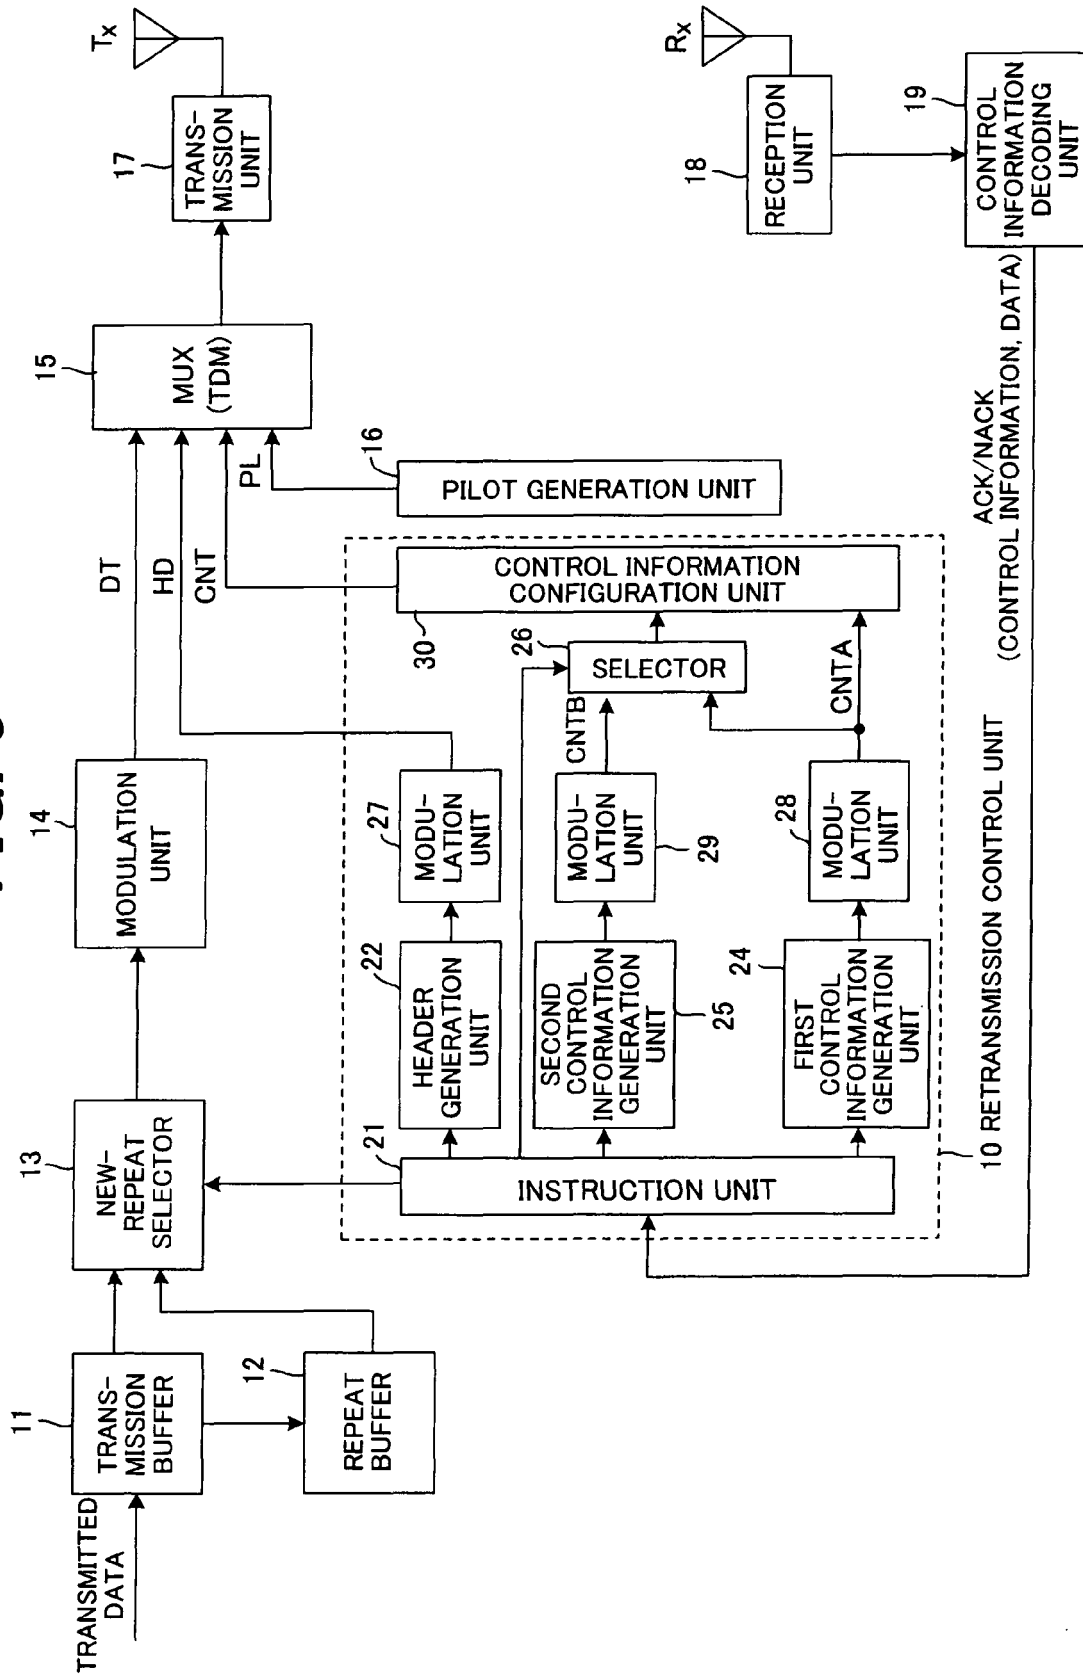 TRANSMITTED
DATA
11
TRANS-
MISSION
BUFFER
12
REPEAT
BUFFER
13
NEW-
REPEAT
SELECTOR
14
MODULATION
UNIT
DT
HD
CNT
PL
15
MUX
(TDM)
17
TRANS-
MISSION
UNIT
Tx
16
PILOT GENERATION UNIT
21
INSTRUCTION UNIT
22
HEADER
GENERATION
UNIT
27
MODU-
LATION
UNIT
SECOND
CONTROL
INFORMATION
GENERATION
UNIT
25
MODU-
LATION
UNIT
29
CNTB
26
SELECTOR
30
CONTROL INFORMATION
CONFIGURATION UNIT
24
FIRST
CONTROL
INFORMATION
GENERATION
UNIT
28
MODU-
LATION
UNIT
CNTA
10 RETRANSMISSION CONTROL UNIT
Rx
18
RECEPTION
UNIT
19
CONTROL
INFORMATION
DECODING
UNIT
ACK/NACK
(CONTROL INFORMATION, DATA)